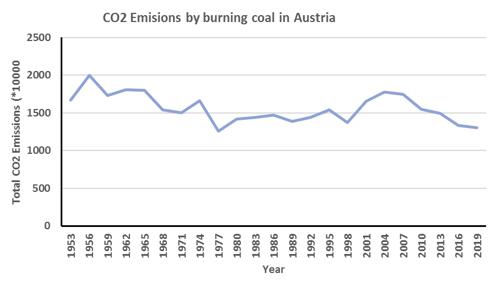 CO2 Emisions by burning coal in Austria
Total CO2 Emissions (*10000
2500
2000
1500
1000
500
0
1953 1956 1959 1962 1965 1968 1971 1974 1977 1980 1983 1986 1989 1992 1995 1998 2001 2004 2007 2010 2013 2016 2019
Year